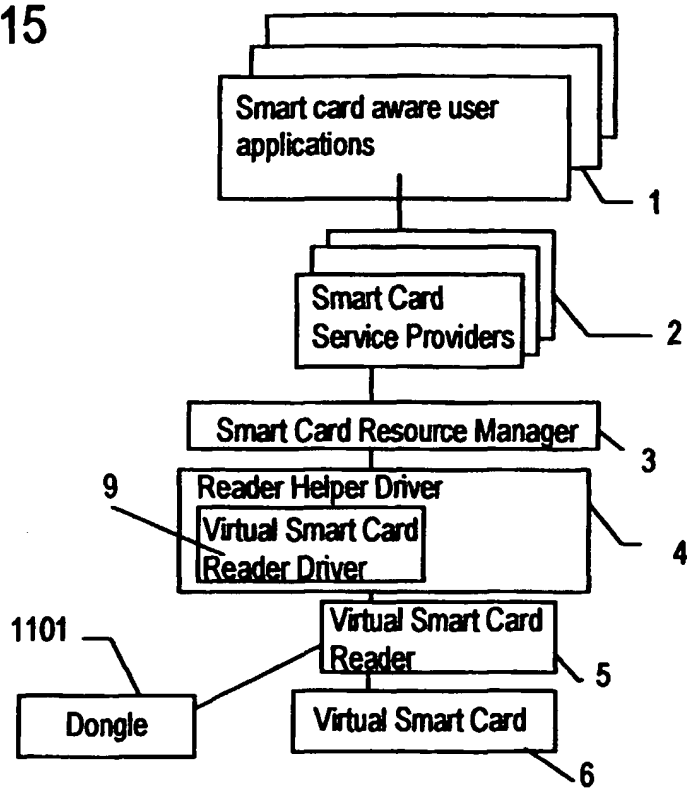 15
Smart card aware user
applications
1
Smart Card
Service Providers
2
Smart Card Resource Manager
3
9
Reader Helper Driver
Virtual Smart Card
Reader Driver
4
1101
Virtual Smart Card
Reader
5
Dongle
Virtual Smart Card
6